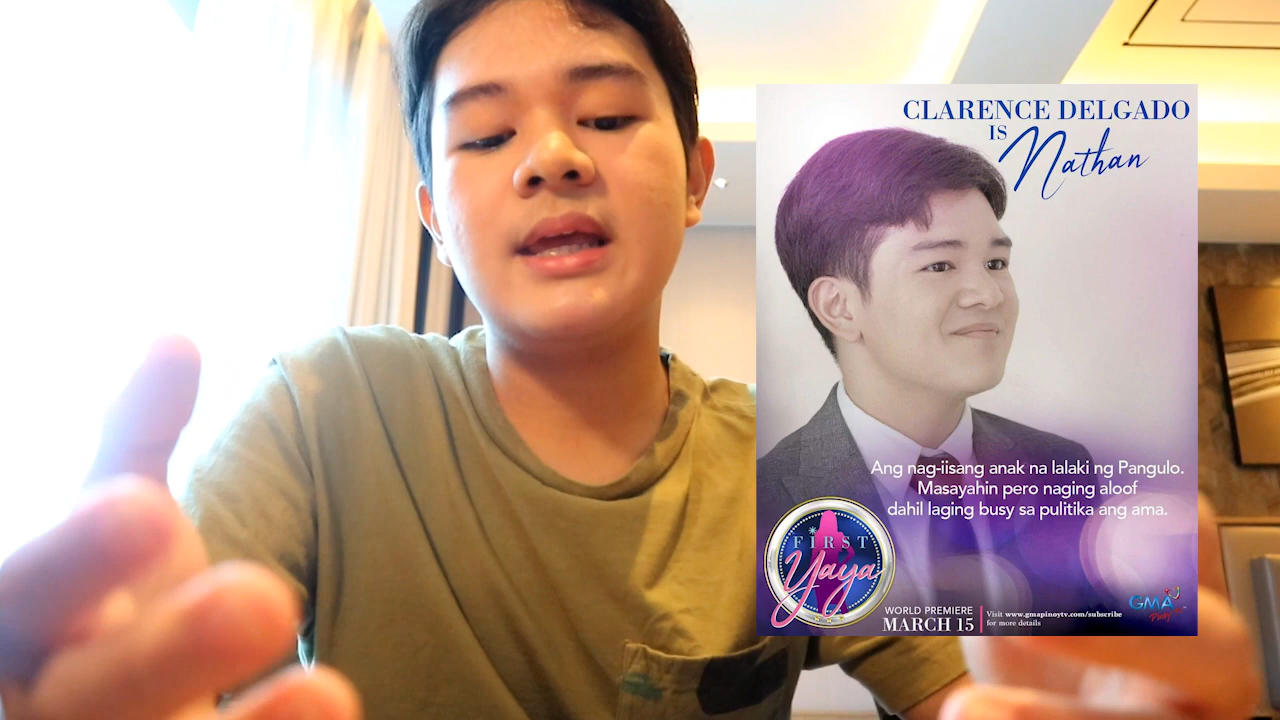 CLARENCE DELGADO
IS
Nathan
Ang nag-iisang anak na lalaki ng Pangulo.
Masayahin pero naging aloof
dahil laging busy sa pulitika ang ama.
FIRST
Yaya
WORLD PREMIERE
MARCH 15
Visit www.gmapinoytv.com/subscribe
for more details
GMA
Pinoy TV